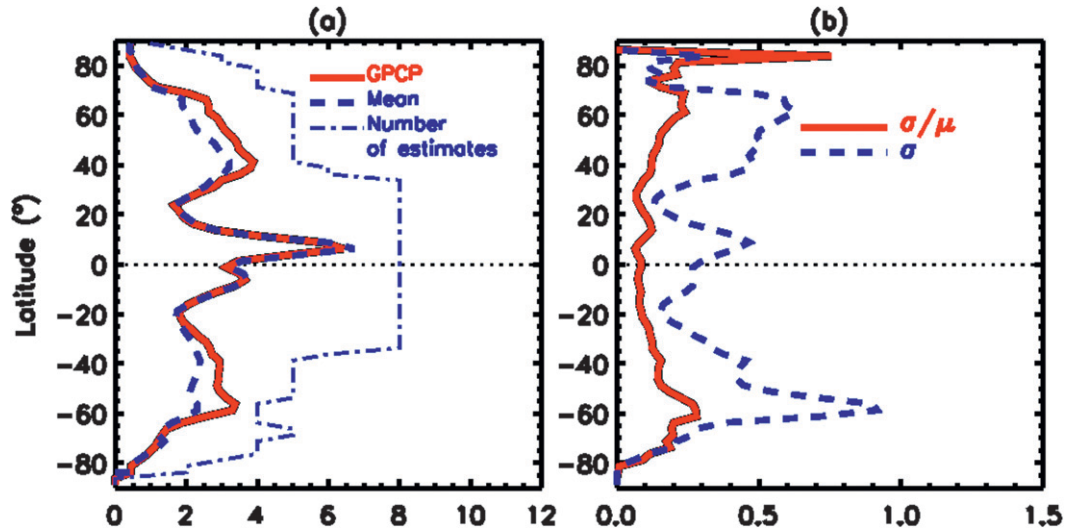 (a)
(b)
GPCP
Mean
Number
of estimates
σ/μ
σ
Latitude (°)
80
60
40
20
0
−20
−40
−60
−80
0 2 4 6 8 10 12
80
60
40
20
0
−20
−40
−60
−80
0.0 0.5 1.0 1.5